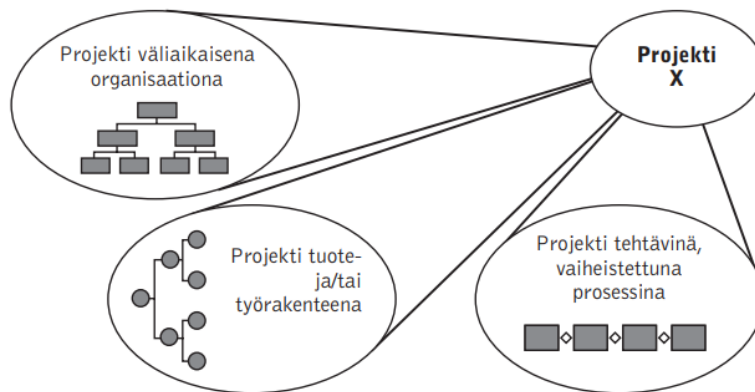 Projekti väliaikaisena
organisaationa
Projekti
X
Projekti tuote-
ja/tai
työrakenteena
Projekti tehtävinä,
vaiheistettuna
prosessina